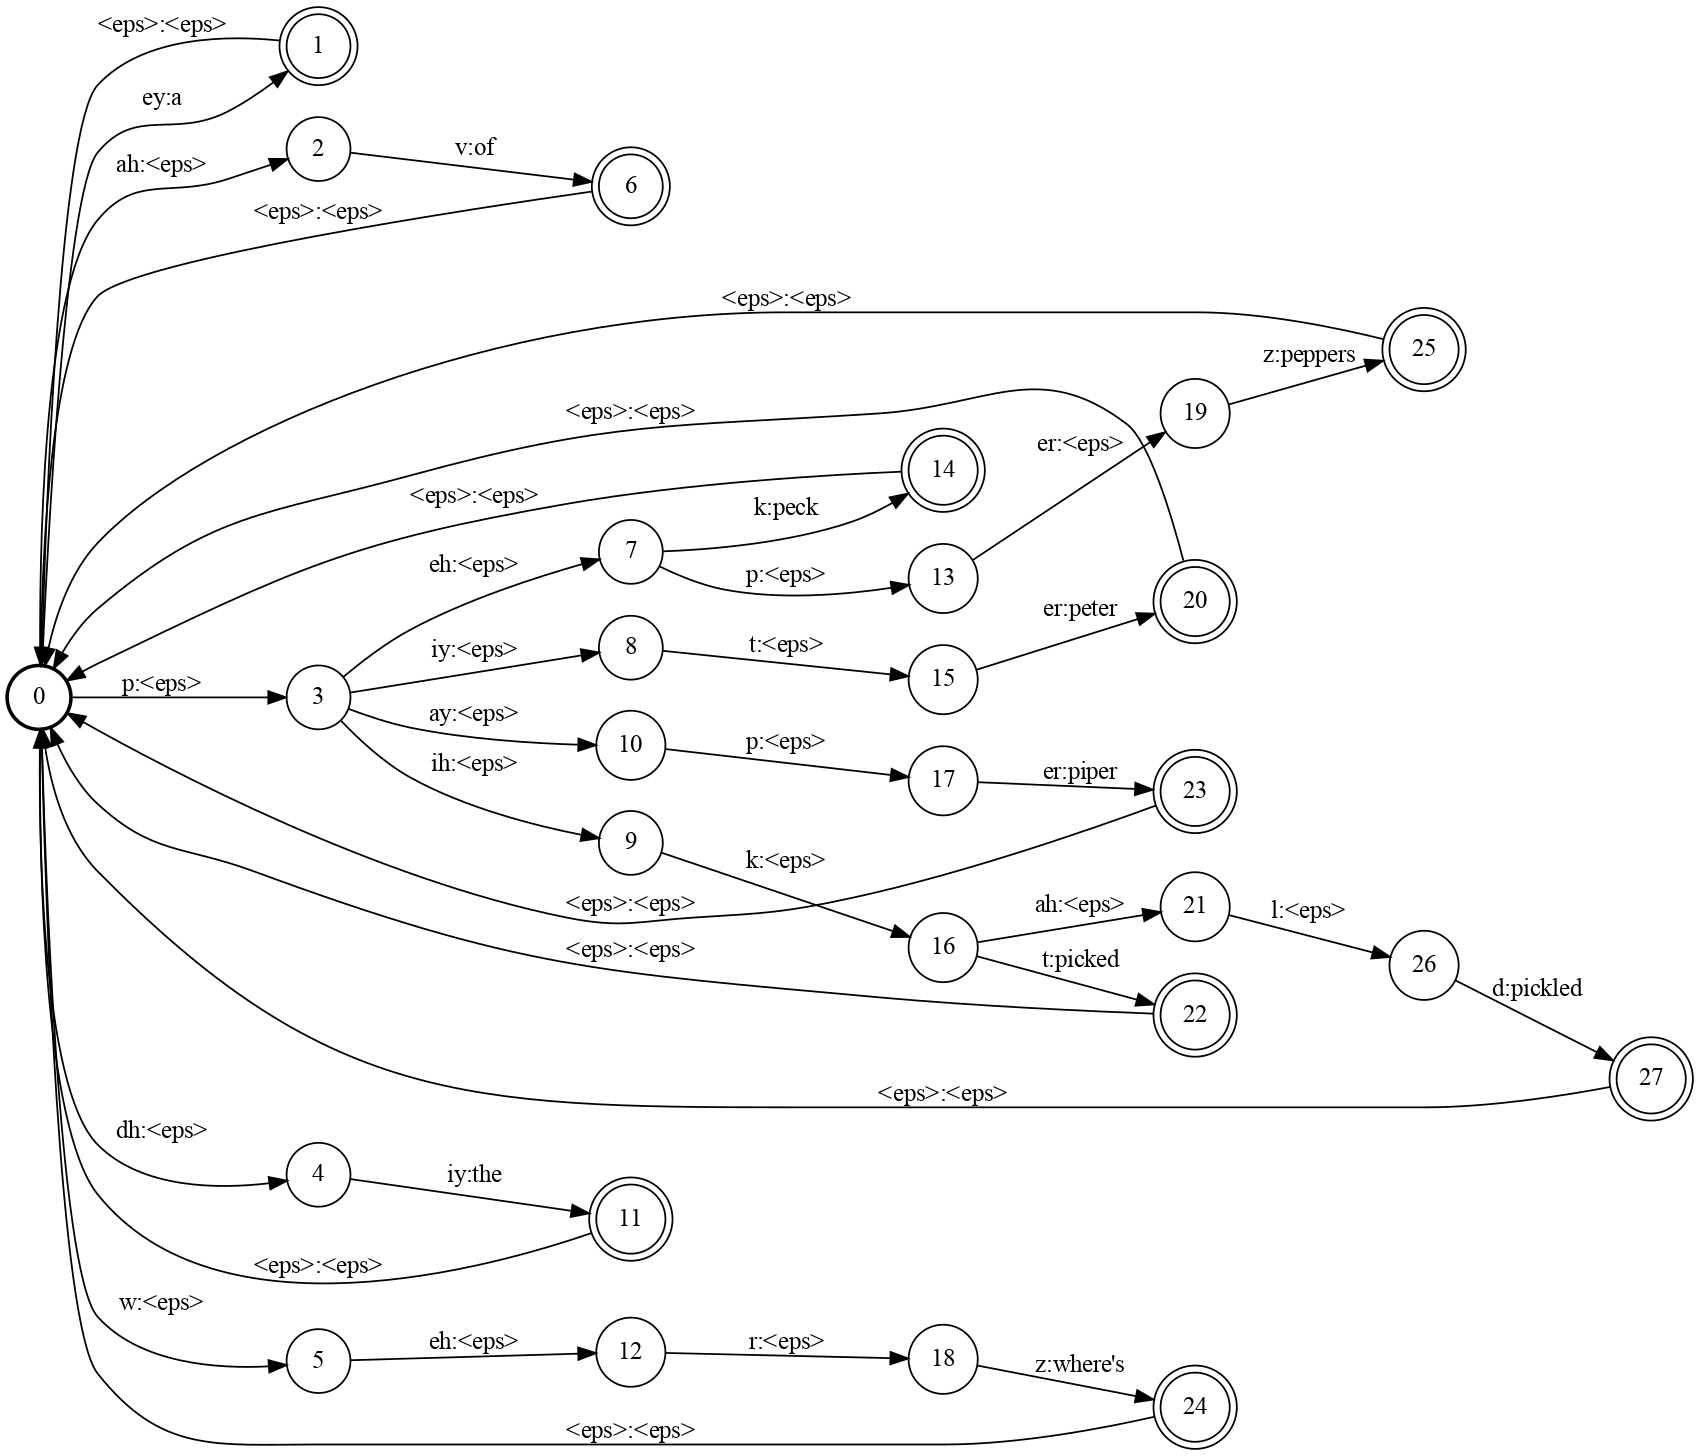 <eps>:<eps>
1
ey:a
2
ah:<eps>
v:of
6
<eps>:<eps>
<eps>:<eps>
25
z:peppers
19
<eps>:<eps>
er:<eps>
14
<eps>:<eps>
k:peck
7
eh:<eps>
p:<eps>
13
20
er:peter
8
iy:<eps>
t:<eps>
15
0
p:<eps>
3
ay:<eps>
10
p:<eps>
17
er:piper
23
ih:<eps>
9
k:<eps>
<eps>:<eps>
ah:<eps>
21
l:<eps>
16
<eps>:<eps>
t:picked
26
d:pickled
22
27
<eps>:<eps>
dh:<eps>
4
iy:the
11
<eps>:<eps>
w:<eps>
5
eh:<eps>
12
r:<eps>
18
z:where's
24
<eps>:<eps>